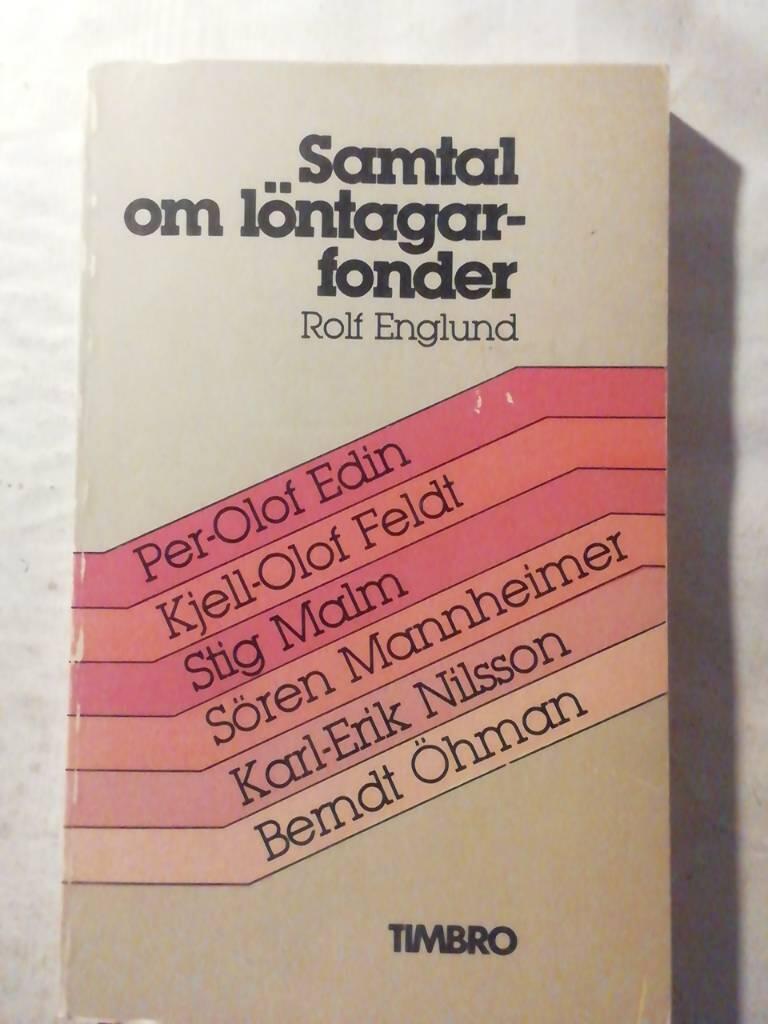 Samtal
om löntagar-
fonder
Rolf Englund
Per-Olof Edin
Kjell-Olof Feldt
Stig Malm
Sören Mannheimer
Karl-Erik Nilsson
Berndt Öhman
TIMBRO